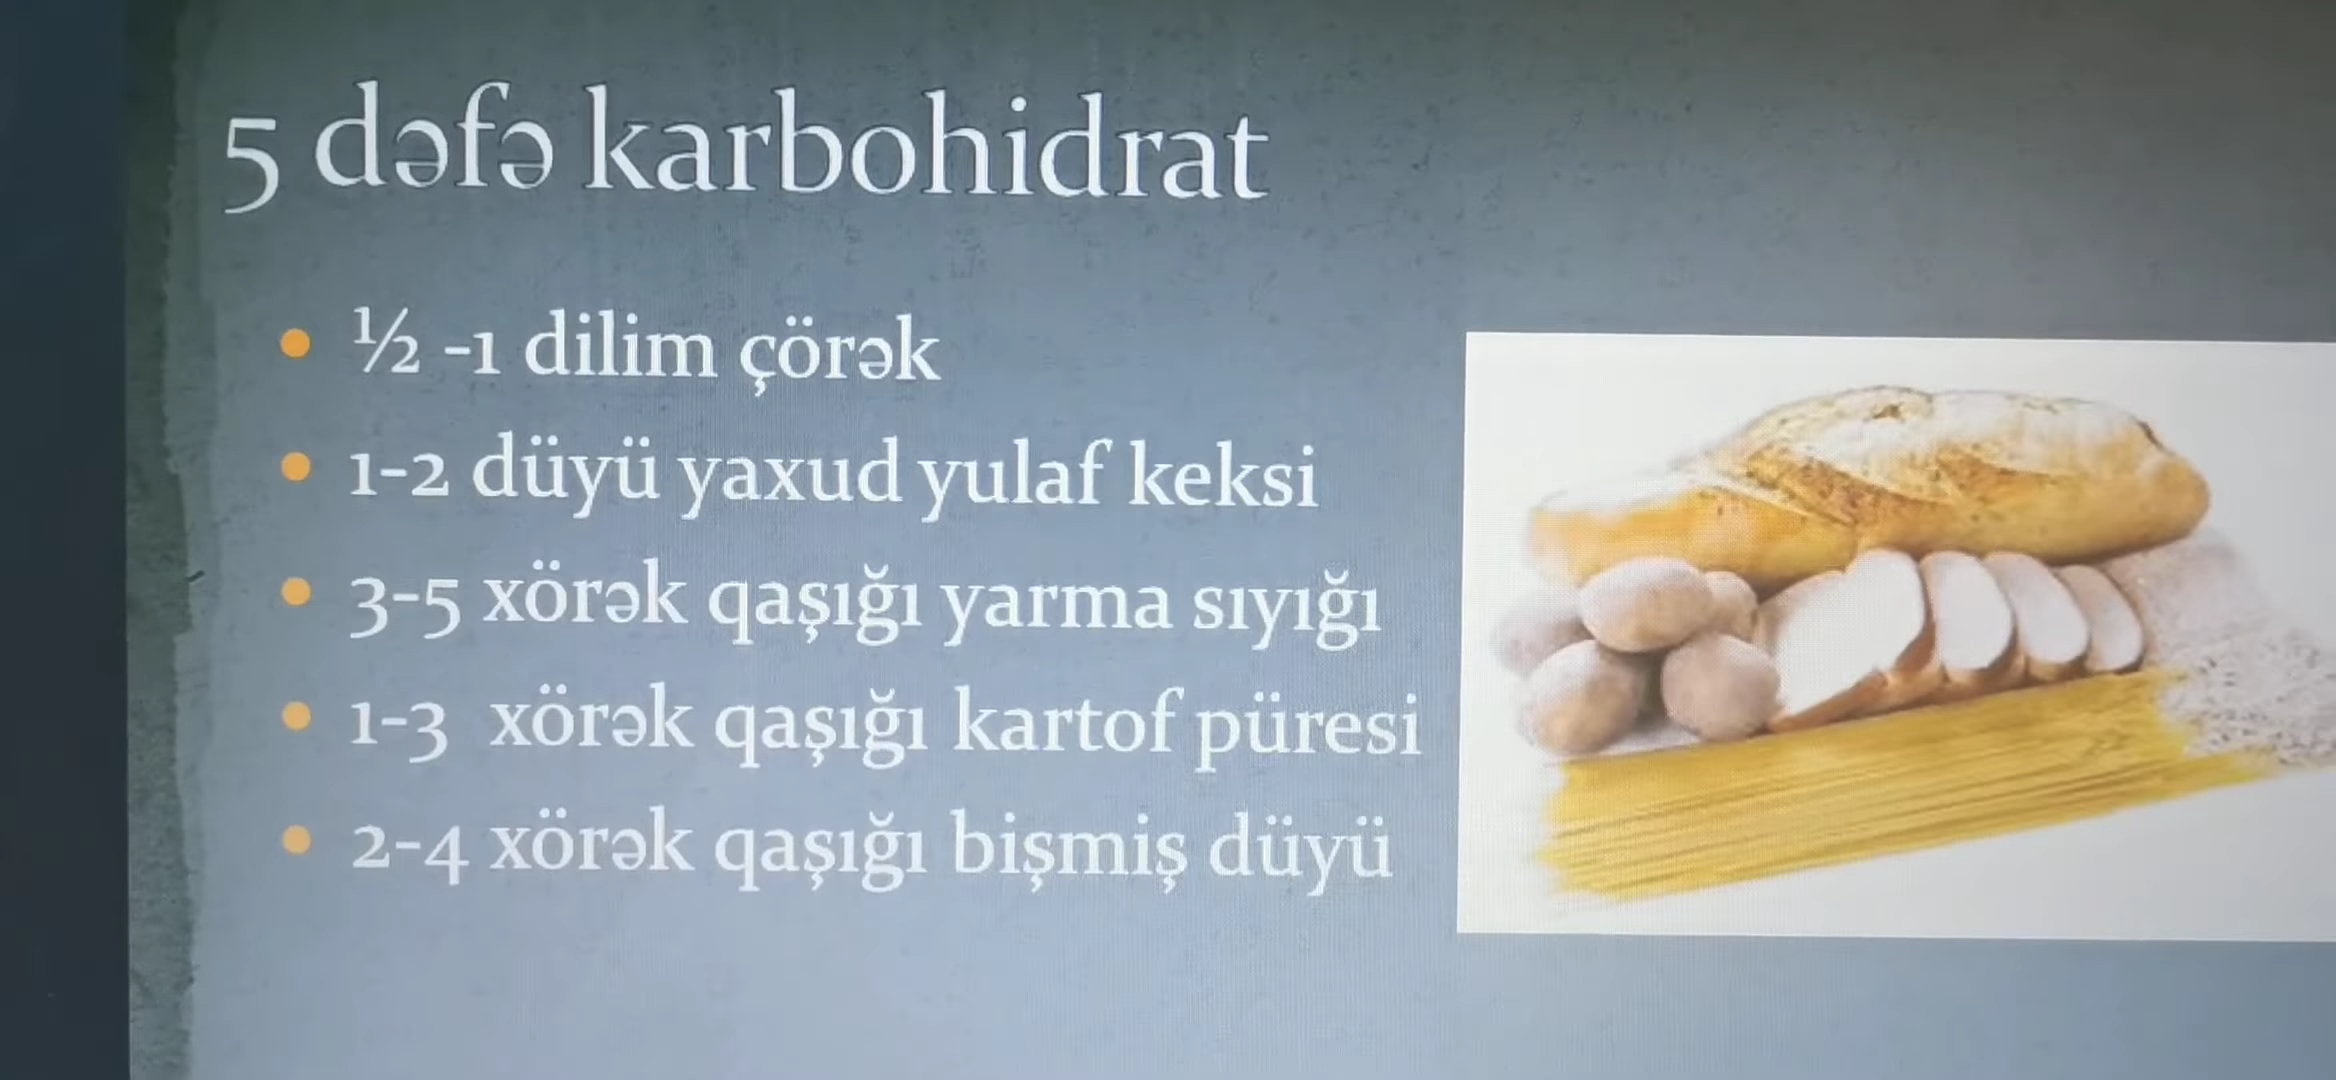 5 dəfə karbohidrat
• ½ -1 dilim çörək
• 1-2 düyü yaxud yulaf keksi
• 3-5 xörək qaşığı yarma sıyığı
• 1-3 xörək qaşığı kartof püresi
• 2-4 xörək qaşığı bişmiş düyü